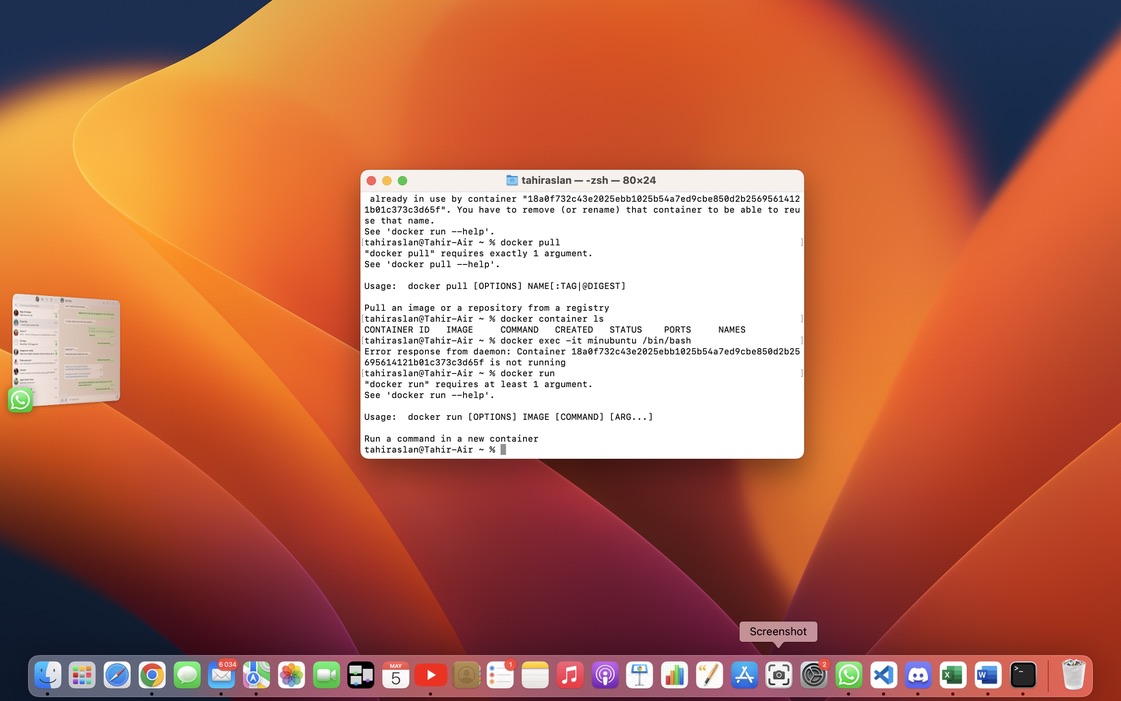 tahiraslan — -zsh — 80×24
already in use by container "18a0f732c43e2025ebb1025b54a7ed9cbe850d2b2569561412
1b01c373c3d65f". You have to remove (or rename) that container to be able to reu
se that name.
See 'docker run --help'.
[tahiraslan@Tahir-Air ~ % docker pull ]
"docker pull" requires exactly 1 argument.
See 'docker pull --help'.
Usage:  docker pull [OPTIONS] NAME[:TAG|@DIGEST]
Pull an image or a repository from a registry
[tahiraslan@Tahir-Air ~ % docker container ls ]
CONTAINER ID   IMAGE     COMMAND   CREATED   STATUS    PORTS     NAMES
[tahiraslan@Tahir-Air ~ % docker exec -it minubuntu /bin/bash ]
Error response from daemon: Container 18a0f732c43e2025ebb1025b54a7ed9cbe850d2b25
695614121b01c373c3d65f is not running
[tahiraslan@Tahir-Air ~ % docker run ]
"docker run" requires at least 1 argument.
See 'docker run --help'.
Usage:  docker run [OPTIONS] IMAGE [COMMAND] [ARG...]
Run a command in a new container
tahiraslan@Tahir-Air ~ %
Screenshot
6 034
MAY
5
1
2